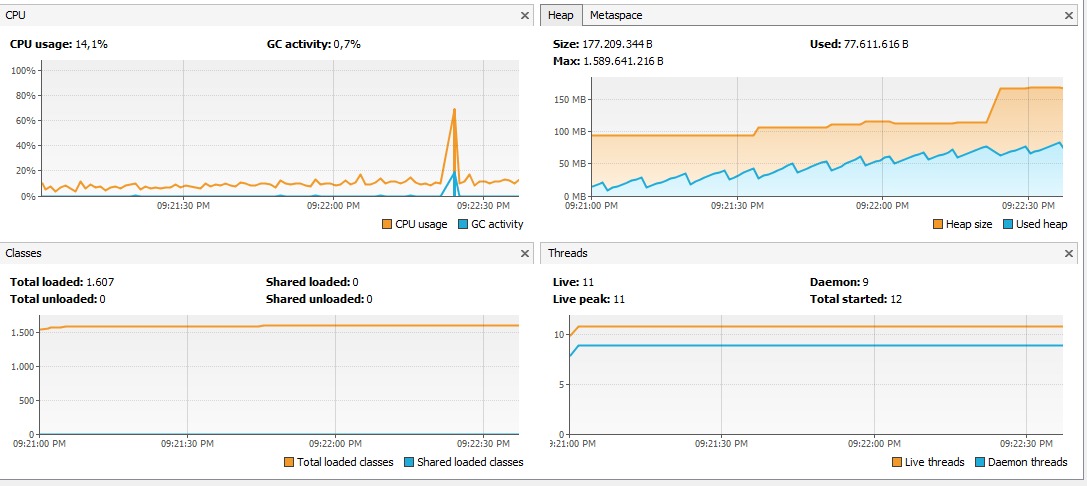 CPU
CPU usage: 14,1% GC activity: 0,7%
100%
80%
60%
40%
20%
0%
09:21:30 PM 09:22:00 PM 09:22:30 PM
CPU usage GC activity
Heap Metaspace
Size: 177.209.344 B Used: 77.611.616 B
Max: 1.589.641.216 B
150 MB
100 MB
50 MB
0 MB
09:21:00 PM 09:21:30 PM 09:22:00 PM 09:22:30 PM
Heap size Used heap
Classes
Total loaded: 1.607 Shared loaded: 0
Total unloaded: 0 Shared unloaded: 0
1.500
1.000
500
0
09:21:00 PM 09:21:30 PM 09:22:00 PM 09:22:30 PM
Total loaded classes Shared loaded classes
Threads
Live: 11 Daemon: 9
Live peak: 11 Total started: 12
10
5
0
9:21:00 PM 09:21:30 PM 09:22:00 PM 09:22:30 PM
Live threads Daemon threads